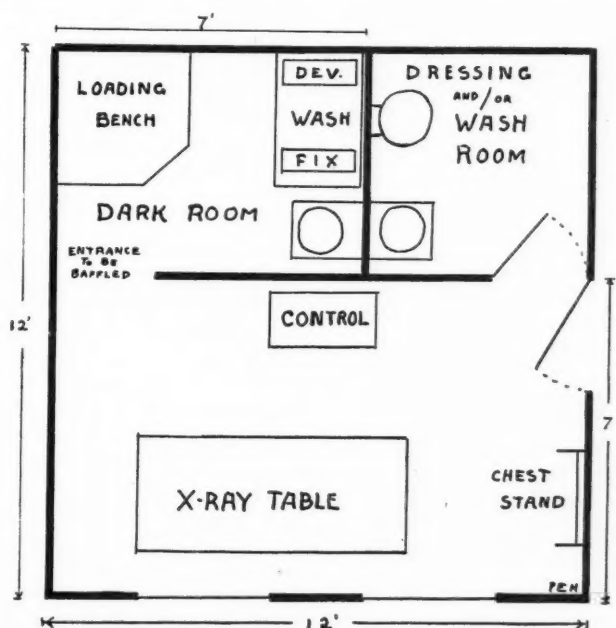 7'
LOADING
BENCH
DEV.
WASH
FIX
DRESSING
AND/OR
WASH
ROOM
DARK ROOM
ENTRANCE
TO BE
BAFFLED
12'
CONTROL
7
X-RAY TABLE
CHEST
STAND
PEH
12'